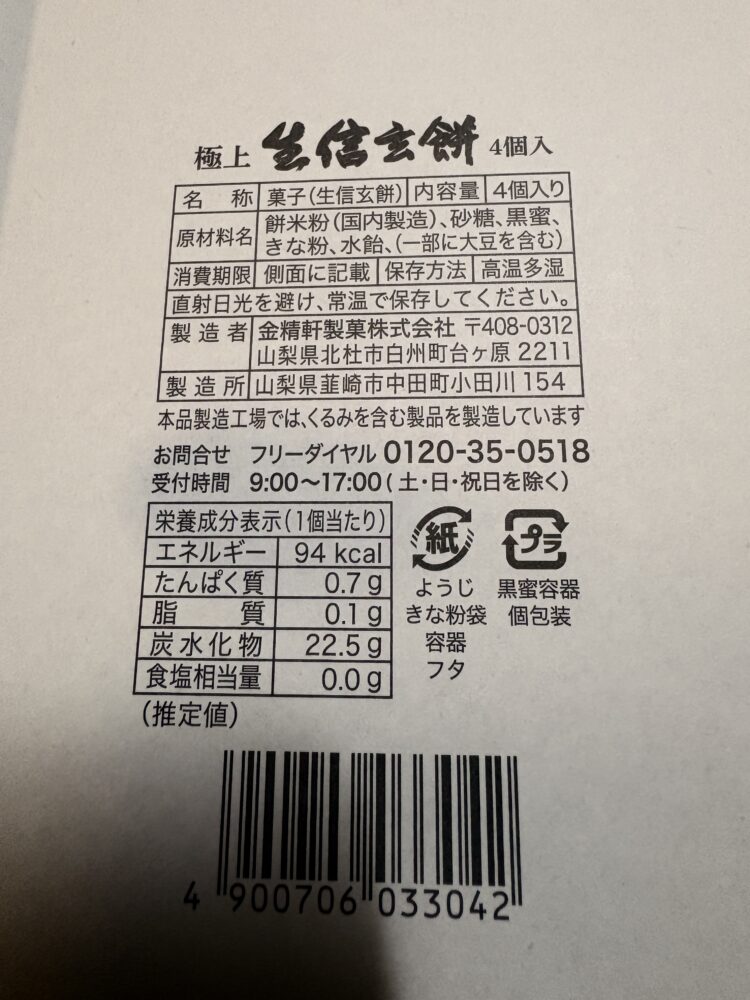 極上 生信玄餅 4個入
名称 菓子(生信玄餅) 内容量 4個入り
原材料名 餅米粉(国内製造)、砂糖、黒蜜、
きな粉、水飴、(一部に大豆を含む)
消費期限 側面に記載 保存方法 高温多湿
直射日光を避け、常温で保存してください。
製造者 金精軒製菓株式会社 〒408-0312
山梨県北杜市白州町台ヶ原 2211
製造所 山梨県韮崎市中田町小田川 154
本品製造工場では、くるみを含む製品を製造しています
お問合せ フリーダイヤル 0120-35-0518
受付時間 9:00〜17:00(土・日・祝日を除く)
栄養成分表示(1個当たり)
エネルギー 94 kcal
たんぱく質 0.7 g
脂質 0.1 g
炭水化物 22.5 g
食塩相当量 0.0 g
(推定値)
紙
ようじ
きな粉袋
容器
フタ
プラ
黒蜜容器
個包装
4 900706 033042